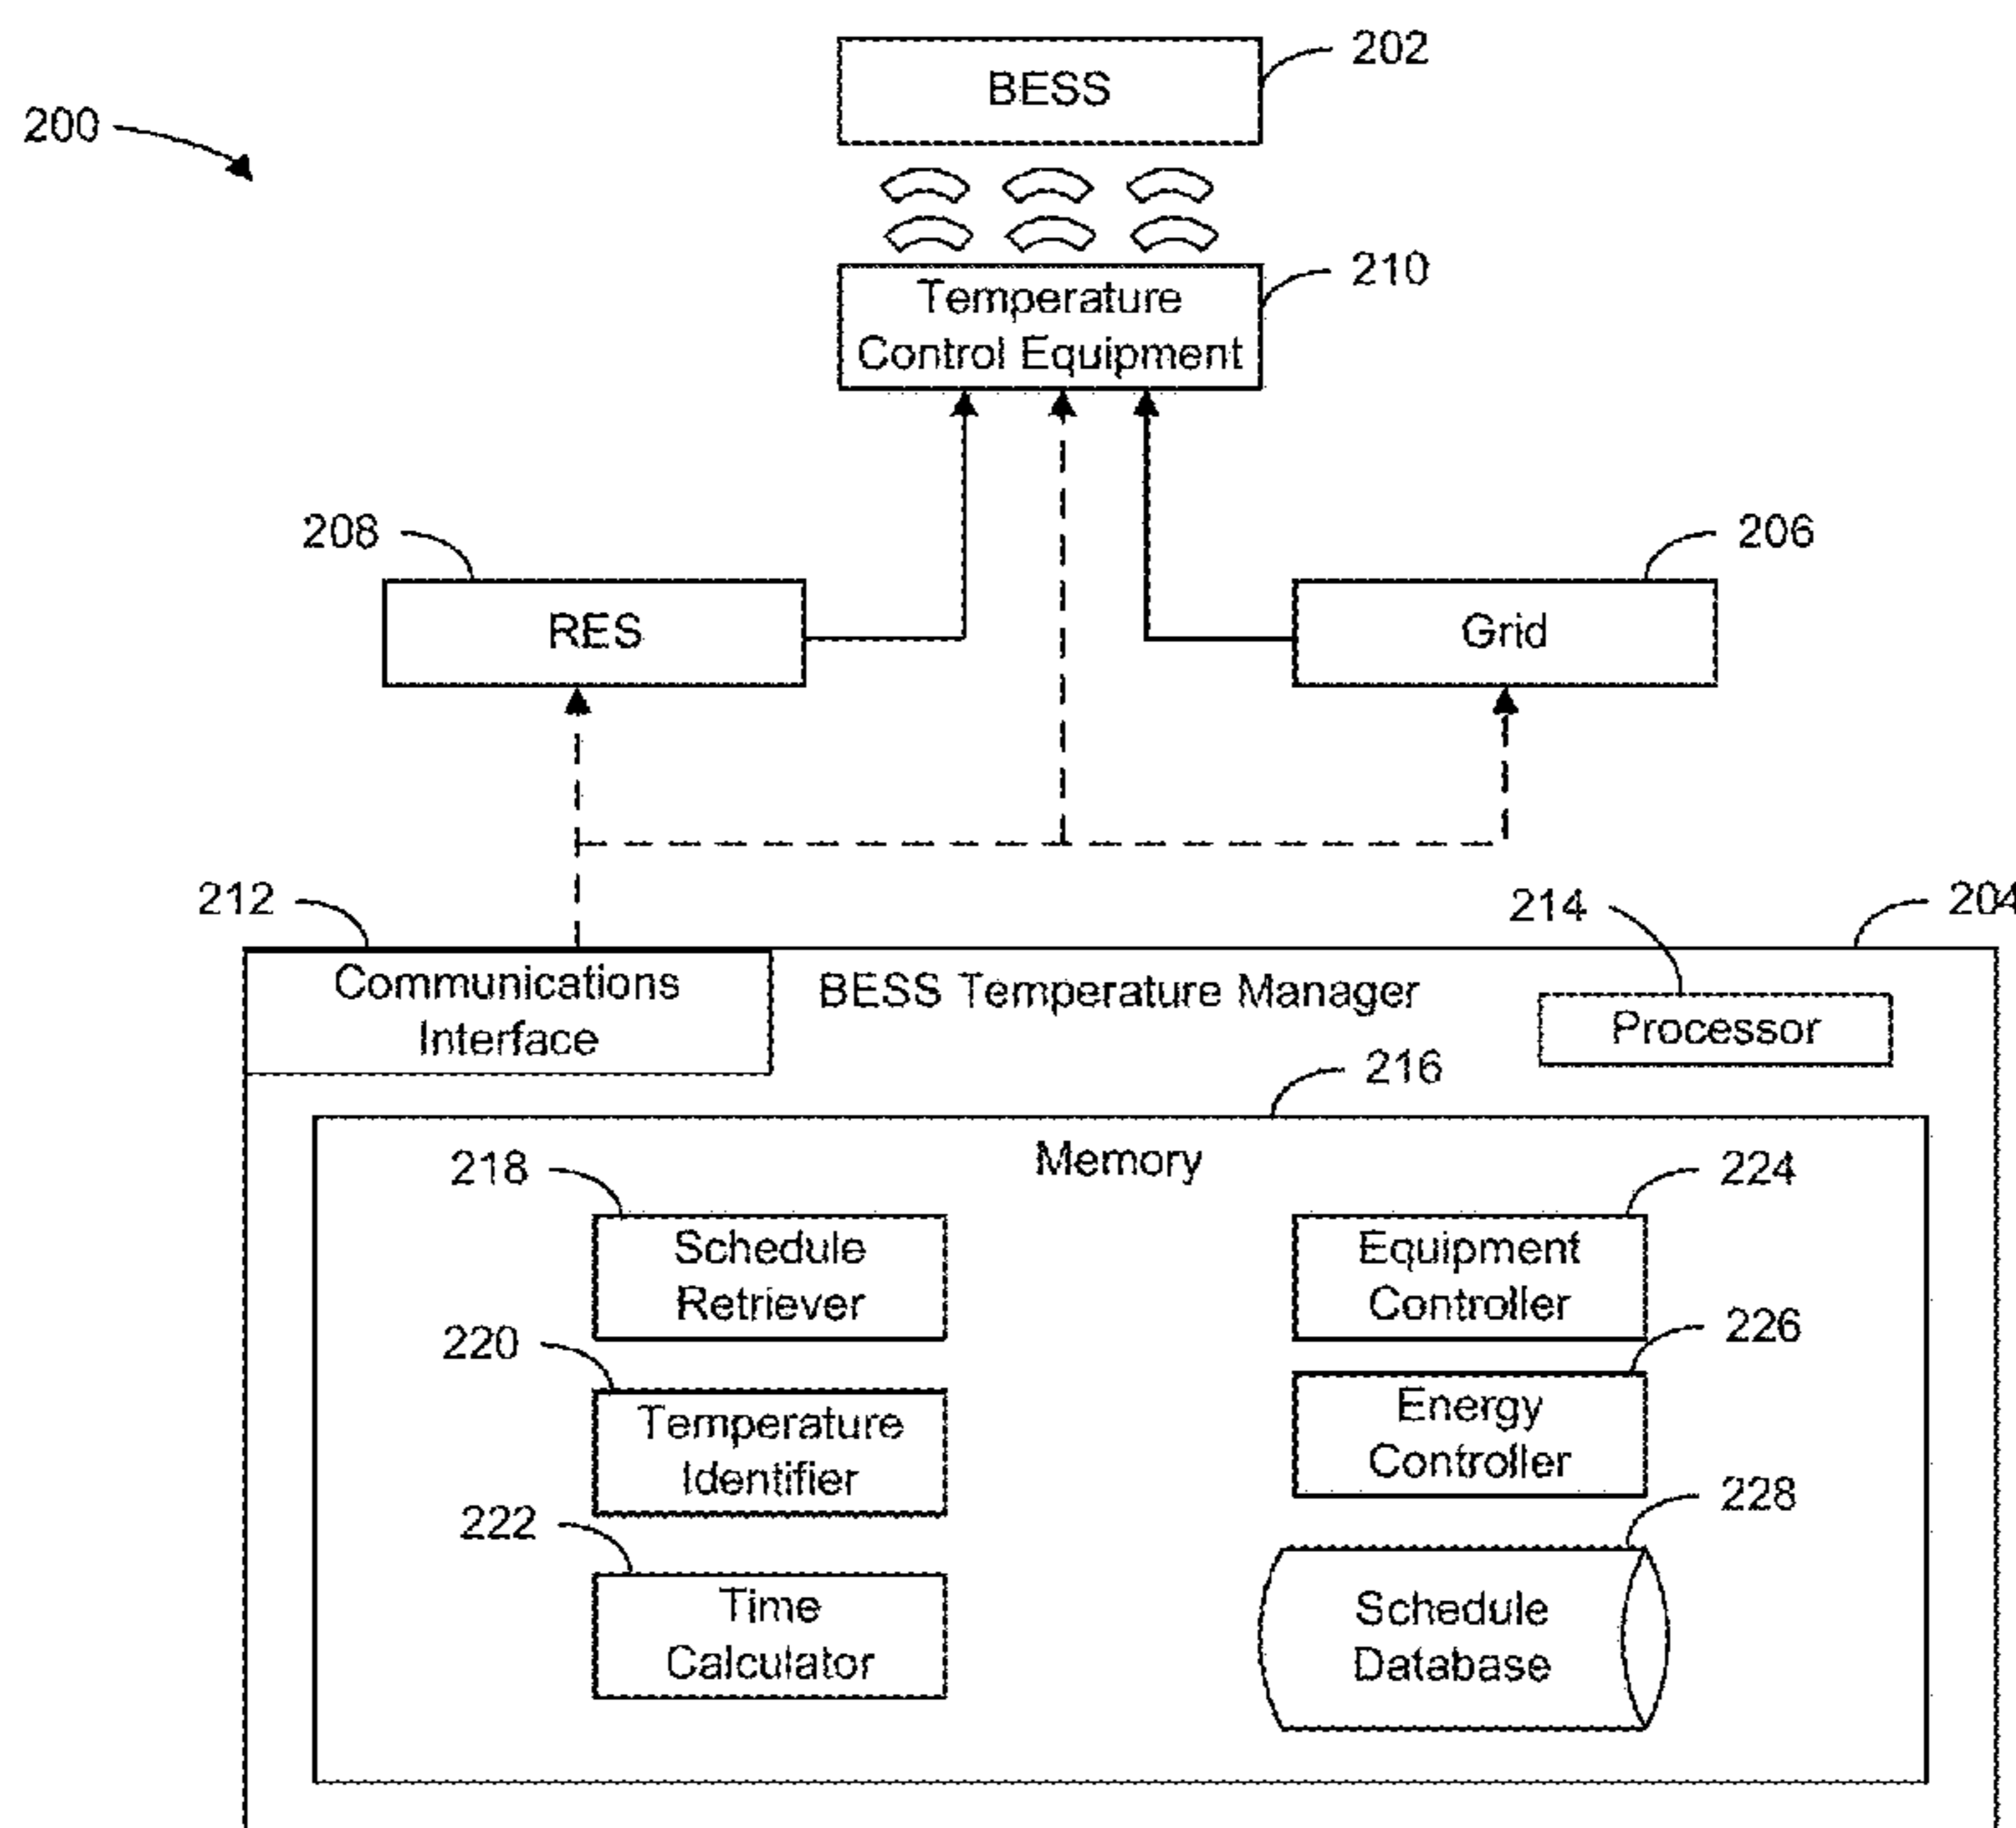 202
BESS
200
210
Temperature
Control Equipment
208
206
RES
Grid
212
214
204
Communications
Interface
BESS Temperature Manager
Processor
216
Memory
218
224
Schedule
Retriever
Equipment
Controller
220
226
Temperature
Identifier
Energy
Controller
222
228
Time
Calculator
Schedule
Database